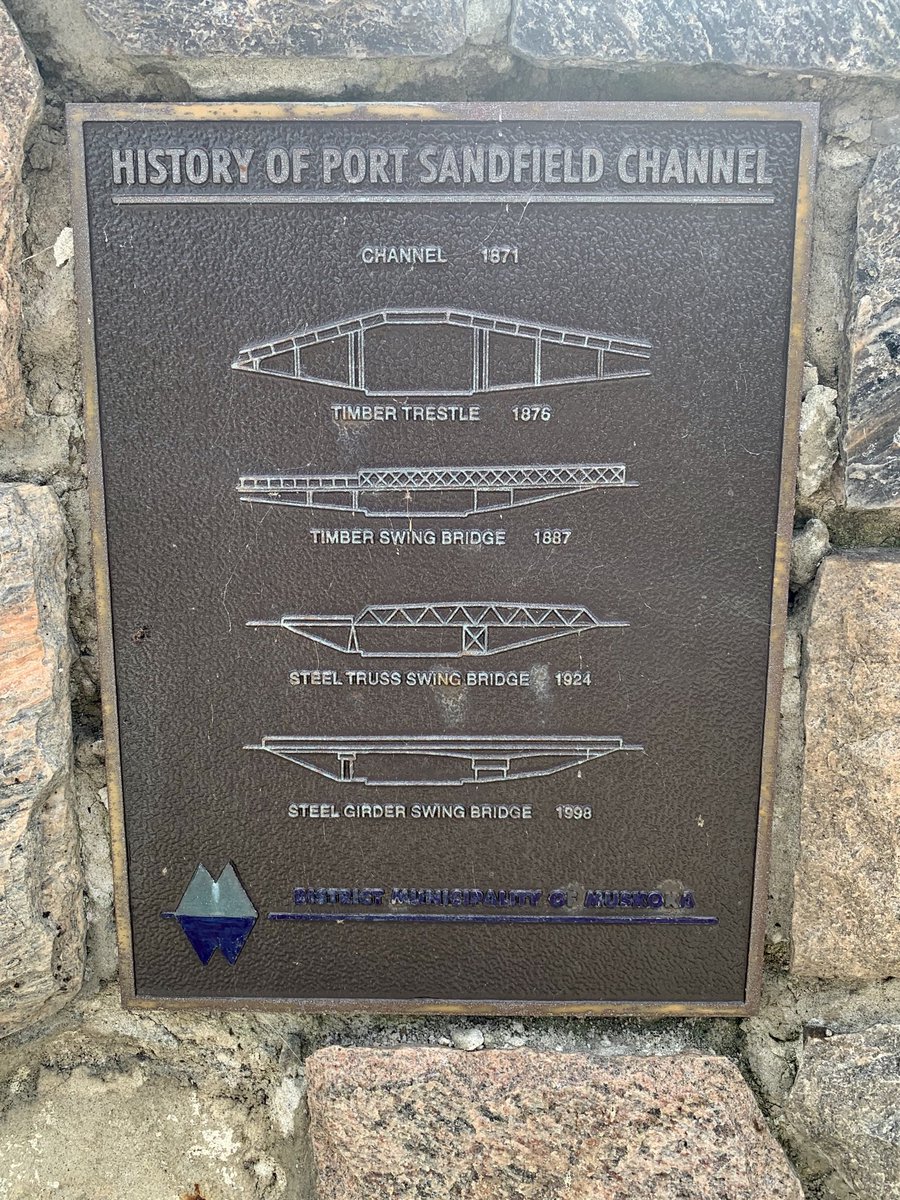 HISTORY OF PORT SANDFIELD CHANNEL
CHANNEL 1871
TIMBER TRESTLE 1876
TIMBER SWING BRIDGE 1887
STEEL TRUSS SWING BRIDGE 1924
STEEL GIRDER SWING BRIDGE 1998
DISTRICT MUNICIPALITY OF MUSKOKA